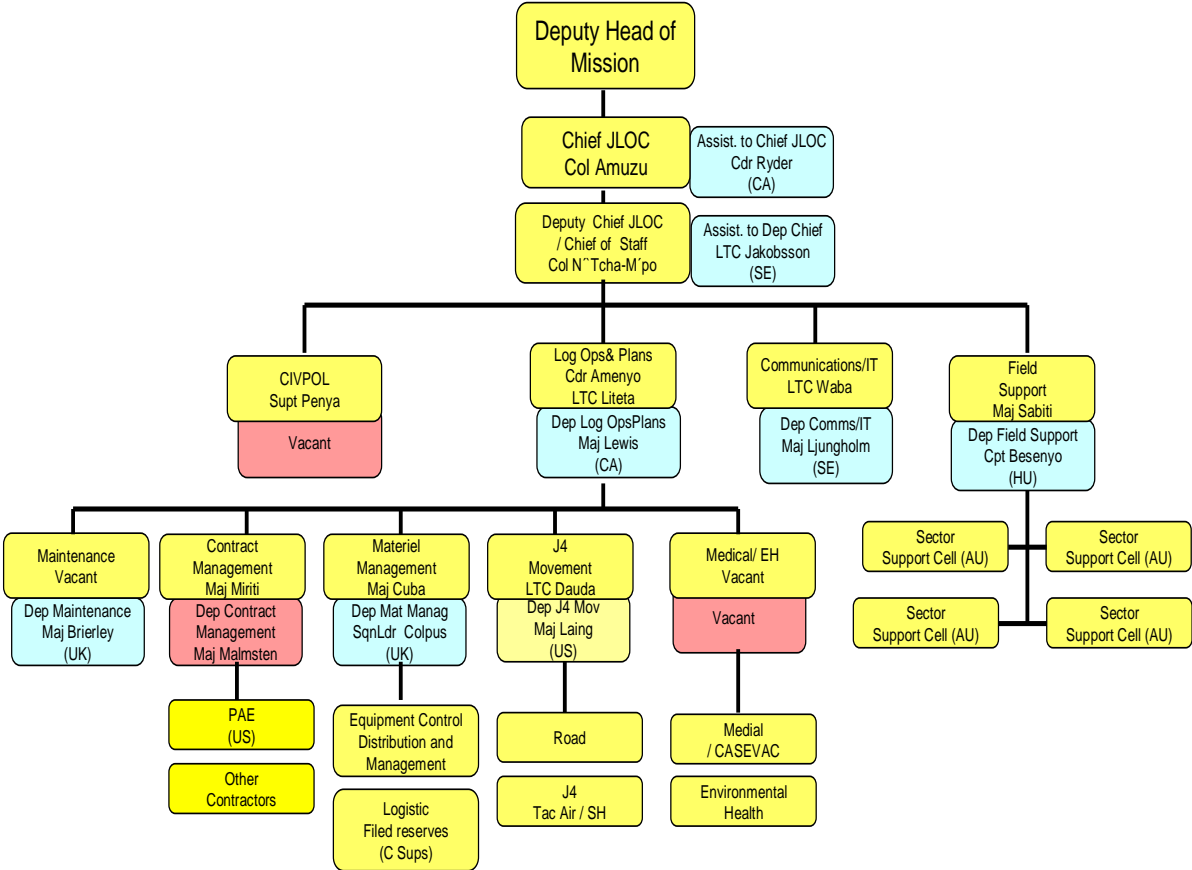 Deputy Head of
Mission
Chief JLOC
Col Amuzu
Assist. to Chief JLOC
Cdr Ryder
(CA)
Deputy Chief JLOC
/ Chief of Staff
Col N¨Tcha-M´po
Assist. to Dep Chief
LTC Jakobsson
(SE)
CIVPOL
Supt Penya
Vacant
Log Ops& Plans
Cdr Amenyo
LTC Liteta
Dep Log OpsPlans
Maj Lewis
(CA)
Communications/IT
LTC Waba
Dep Comms/IT
Maj Ljungholm
(SE)
Field
Support
Maj Sabiti
Dep Field Support
Cpt Besenyo
(HU)
Maintenance
Vacant
Dep Maintenance
Maj Brierley
(UK)
Contract
Management
Maj Miriti
Dep Contract
Management
Maj Malmsten
PAE
(US)
Other
Contractors
Materiel
Management
Maj Cuba
Dep Mat Manag
SqnLdr Colpus
(UK)
Equipment Control
Distribution and
Management
Logistic
Filed reserves
(C Sups)
J4
Movement
LTC Dauda
Dep J4 Mov
Maj Laing
(US)
Road
J4
Tac Air / SH
Medical/ EH
Vacant
Vacant
Medial
/ CASEVAC
Environmental
Health
Sector
Support Cell (AU)
Sector
Support Cell (AU)
Sector
Support Cell (AU)
Sector
Support Cell (AU)